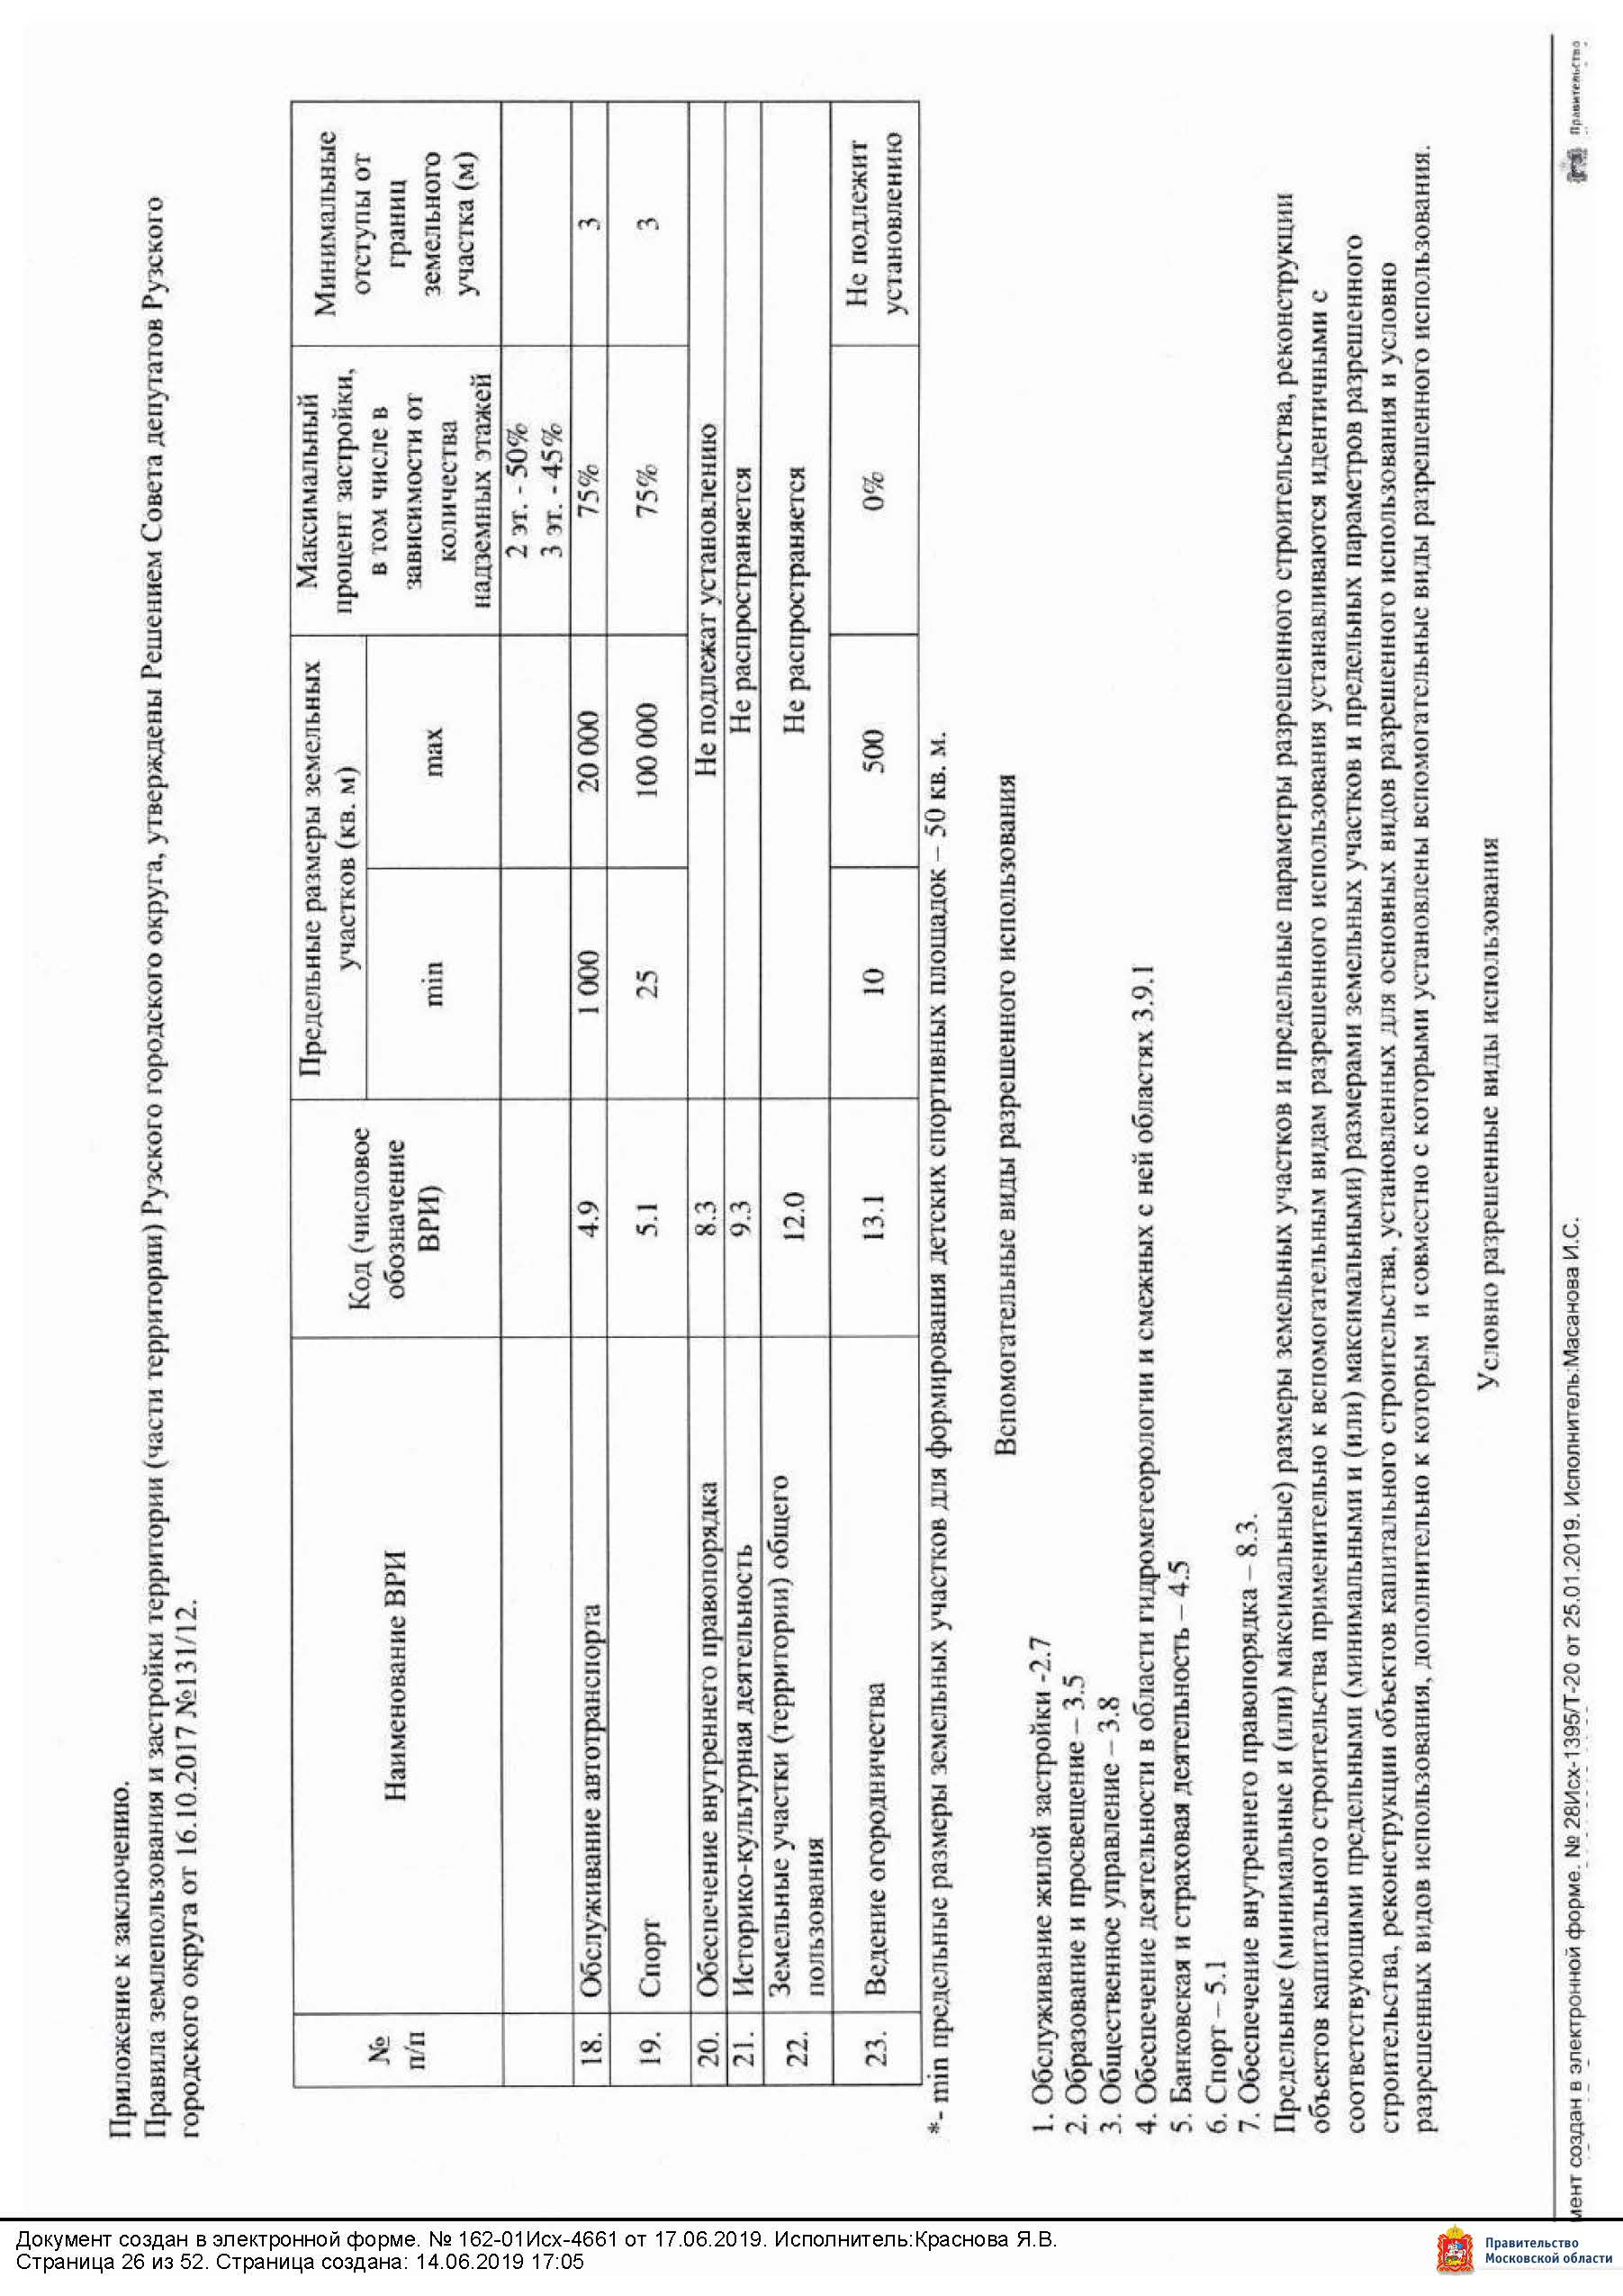 Приложение к заключению.
Правила землепользования и застройки территории (части территории) Рузского городского округа, утверждены Решением Совета депутатов Рузского
городского округа от 16.10.2017 №131/12.
№ п/п
Наименование ВРИ
Код (числовое обозначение ВРИ)
Предельные размеры земельных участков (кв. м)
min
max
Максимальный процент застройки, в том числе в зависимости от количества надземных этажей
Минимальные отступы от границ земельного участка (м)
2 эт. - 50%
3 эт. - 45%
18. Обслуживание автотранспорта 4.9 1 000 20 000 75% 3
19. Спорт 5.1 25 100 000 75% 3
20. Обеспечение внутреннего правопорядка 8.3 Не подлежат установлению
21. Историко-культурная деятельность 9.3 Не распространяется
22. Земельные участки (территории) общего пользования 12.0 Не распространяется
23. Ведение огородничества 13.1 10 500 0% Не подлежит установлению
*- min предельные размеры земельных участков для формирования детских спортивных площадок – 50 кв. м.
Вспомогательные виды разрешенного использования
1. Обслуживание жилой застройки -2.7
2. Образование и просвещение – 3.5
3. Общественное управление – 3.8
4. Обеспечение деятельности в области гидрометеорологии и смежных с ней областях 3.9.1
5. Банковская и страховая деятельность – 4.5
6. Спорт – 5.1
7. Обеспечение внутреннего правопорядка – 8.3.
Предельные (минимальные и (или) максимальные) размеры земельных участков и предельные параметры разрешенного строительства, реконструкции
объектов капитального строительства применительно к вспомогательным видам разрешенного использования устанавливаются идентичными с
соответствующими предельными (минимальными и (или) максимальными) размерами земельных участков и предельных параметров разрешенного
строительства, реконструкции объектов капитального строительства, установленных для основных видов разрешенного использования и условно
разрешенных видов использования, дополнительно к которым и совместно с которыми установлены вспомогательные виды разрешенного использования.
Условно разрешенные виды использования
мент создан в электронной форме. № 28Исх-1395/Т-20 от 25.01.2019. Исполнитель:Масанова И.С.
Правительство
Документ создан в электронной форме. № 162-01Исх-4661 от 17.06.2019. Исполнитель:Краснова Я.В.
Страница 26 из 52. Страница создана: 14.06.2019 17:05
Правительство
Московской области